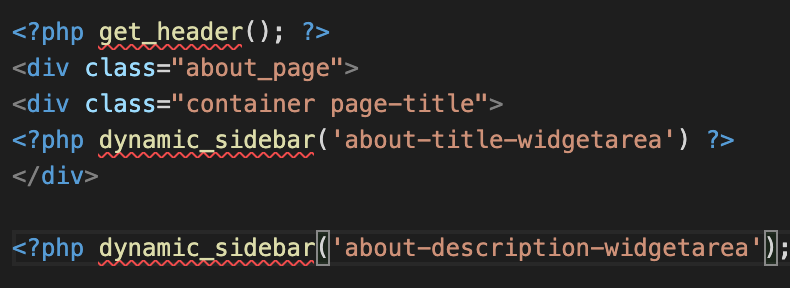 <?php get_header(); ?>
<div class="about_page">
<div class="container page-title">
<?php dynamic_sidebar('about-title-widgetarea') ?>
</div>
<?php dynamic_sidebar('about-description-widgetarea');